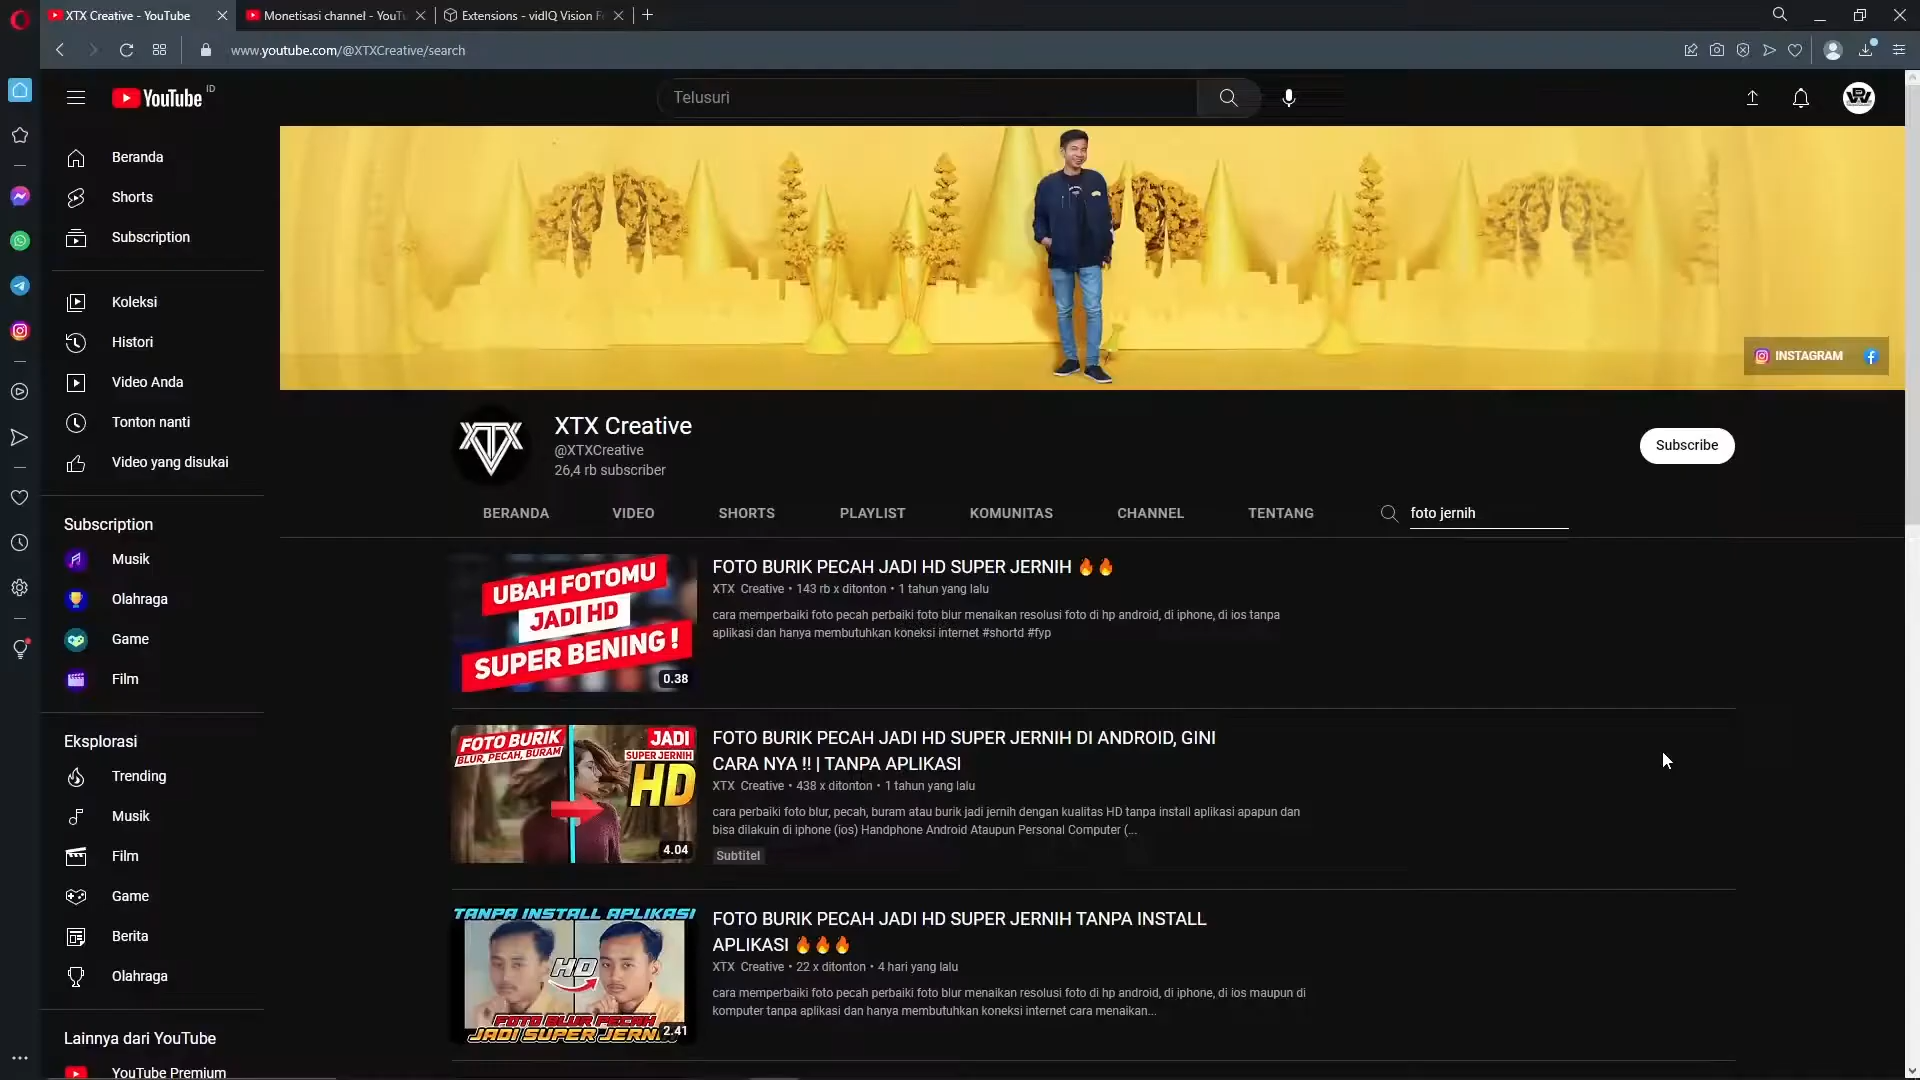 XTX Creative - YouTube
Monetisasi channel - YouTu
Extensions - vidIQ Vision F
www.youtube.com/@XTXCreative/search
YouTube ID
Telusuri
Beranda
Shorts
Subscription
Koleksi
Histori
Video Anda
Tonton nanti
Video yang disukai
Subscription
Musik
Olahraga
Game
Film
Eksplorasi
Trending
Musik
Film
Game
Berita
Olahraga
Lainnya dari YouTube
YouTube Premium
INSTAGRAM
XTX
XTX Creative
@XTXCreative
26,4 rb subscriber
Subscribe
BERANDA
VIDEO
SHORTS
PLAYLIST
KOMUNITAS
CHANNEL
TENTANG
foto jernih
UBAH FOTOMU
JADI HD
SUPER BENING !
0.38
FOTO BURIK PECAH JADI HD SUPER JERNIH 🔥🔥
XTX Creative • 143 rb x ditonton • 1 tahun yang lalu
cara memperbaiki foto pecah perbaiki foto blur menaikan resolusi foto di hp android, di iphone, di ios tanpa
aplikasi dan hanya membutuhkan koneksi internet #shortd #fyp
FOTO BURIK
BLUR, PECAH, BURAM
JADI
SUPER JERNIH
HD
4.04
FOTO BURIK PECAH JADI HD SUPER JERNIH DI ANDROID, GINI
CARA NYA !! | TANPA APLIKASI
XTX Creative • 438 x ditonton • 1 tahun yang lalu
cara perbaiki foto blur, pecah, buram atau burik jadi jernih dengan kualitas HD tanpa install aplikasi apapun dan
bisa dilakuin di iphone (ios) Handphone Android Ataupun Personal Computer (...
Subtitel
TANPA INSTALL APLIKASI
HD
FOTO BLUR PECAH
JADI SUPER JERN
2.41
FOTO BURIK PECAH JADI HD SUPER JERNIH TANPA INSTALL
APLIKASI 🔥🔥🔥
XTX Creative • 22 x ditonton • 4 hari yang lalu
cara memperbaiki foto pecah perbaiki foto blur menaikan resolusi foto di hp android, di iphone, di ios maupun di
komputer tanpa aplikasi dan hanya membutuhkan koneksi internet cara menaikan...